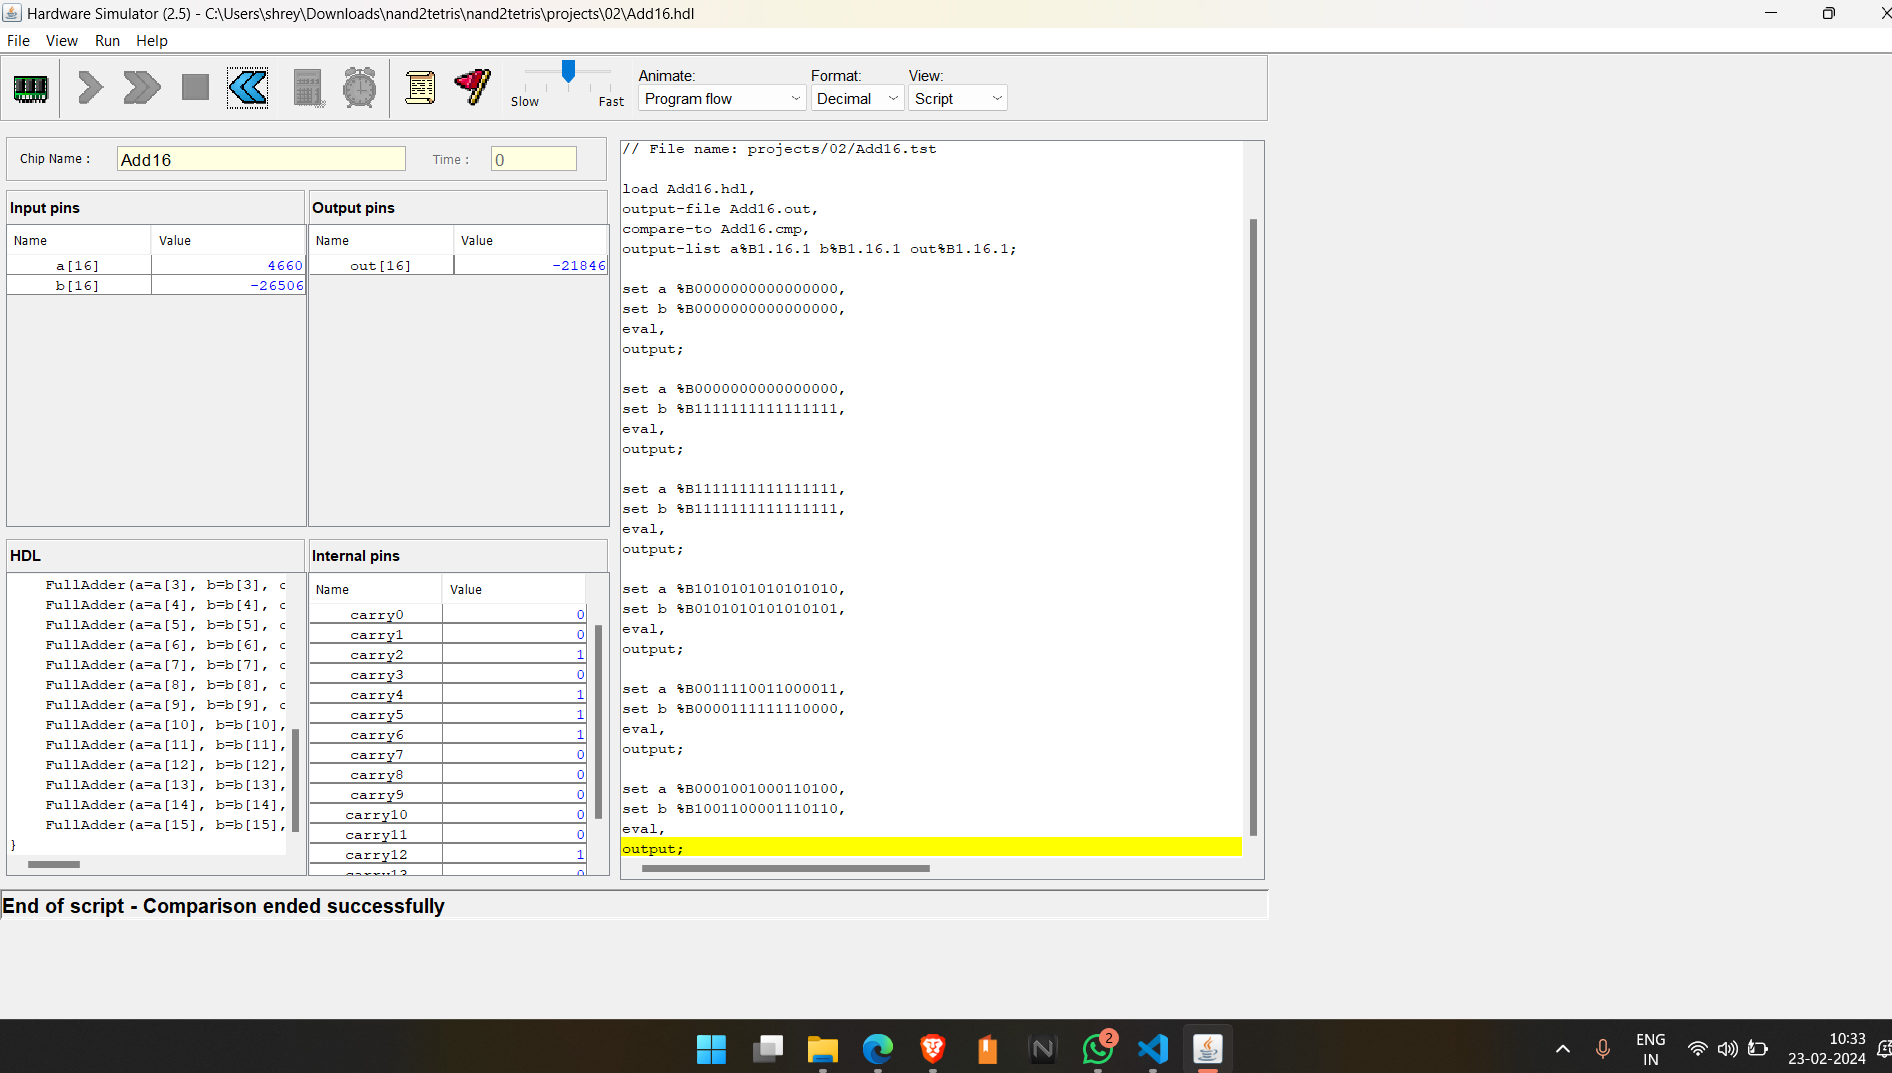 Hardware Simulator (2.5) - C:\Users\shrey\Downloads\nand2tetris\nand2tetris\projects\02\Add16.hdl
File View Run Help
Slow Fast
Animate: Format: View:
Program flow Decimal Script
Chip Name : Add16 Time : 0
Input pins
Name Value
a[16] 4660
b[16] -26506
Output pins
Name Value
out[16] -21846
HDL
FullAdder(a=a[3], b=b[3], c
FullAdder(a=a[4], b=b[4], c
FullAdder(a=a[5], b=b[5], c
FullAdder(a=a[6], b=b[6], c
FullAdder(a=a[7], b=b[7], c
FullAdder(a=a[8], b=b[8], c
FullAdder(a=a[9], b=b[9], c
FullAdder(a=a[10], b=b[10],
FullAdder(a=a[11], b=b[11],
FullAdder(a=a[12], b=b[12],
FullAdder(a=a[13], b=b[13],
FullAdder(a=a[14], b=b[14],
FullAdder(a=a[15], b=b[15],
}
Internal pins
Name Value
carry0 0
carry1 0
carry2 1
carry3 0
carry4 1
carry5 1
carry6 1
carry7 0
carry8 0
carry9 0
carry10 0
carry11 0
carry12 1
carry13 0
// File name: projects/02/Add16.tst
load Add16.hdl,
output-file Add16.out,
compare-to Add16.cmp,
output-list a%B1.16.1 b%B1.16.1 out%B1.16.1;
set a %B0000000000000000,
set b %B0000000000000000,
eval,
output;
set a %B0000000000000000,
set b %B1111111111111111,
eval,
output;
set a %B1111111111111111,
set b %B1111111111111111,
eval,
output;
set a %B1010101010101010,
set b %B0101010101010101,
eval,
output;
set a %B0011110011000011,
set b %B0000111111110000,
eval,
output;
set a %B0001001000110100,
set b %B1001100001110110,
eval,
output;
End of script - Comparison ended successfully
2
ENG
IN
10:33
23-02-2024